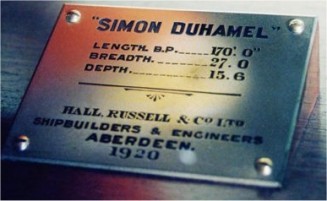 "SIMON DUHAMEL"
LENGTH. B.P......170'. 0"
BREADTH......27. 0
DEPTH......15. 6
HALL, RUSSELL & Co LTD
SHIPBUILDERS & ENGINEERS
ABERDEEN.
1920